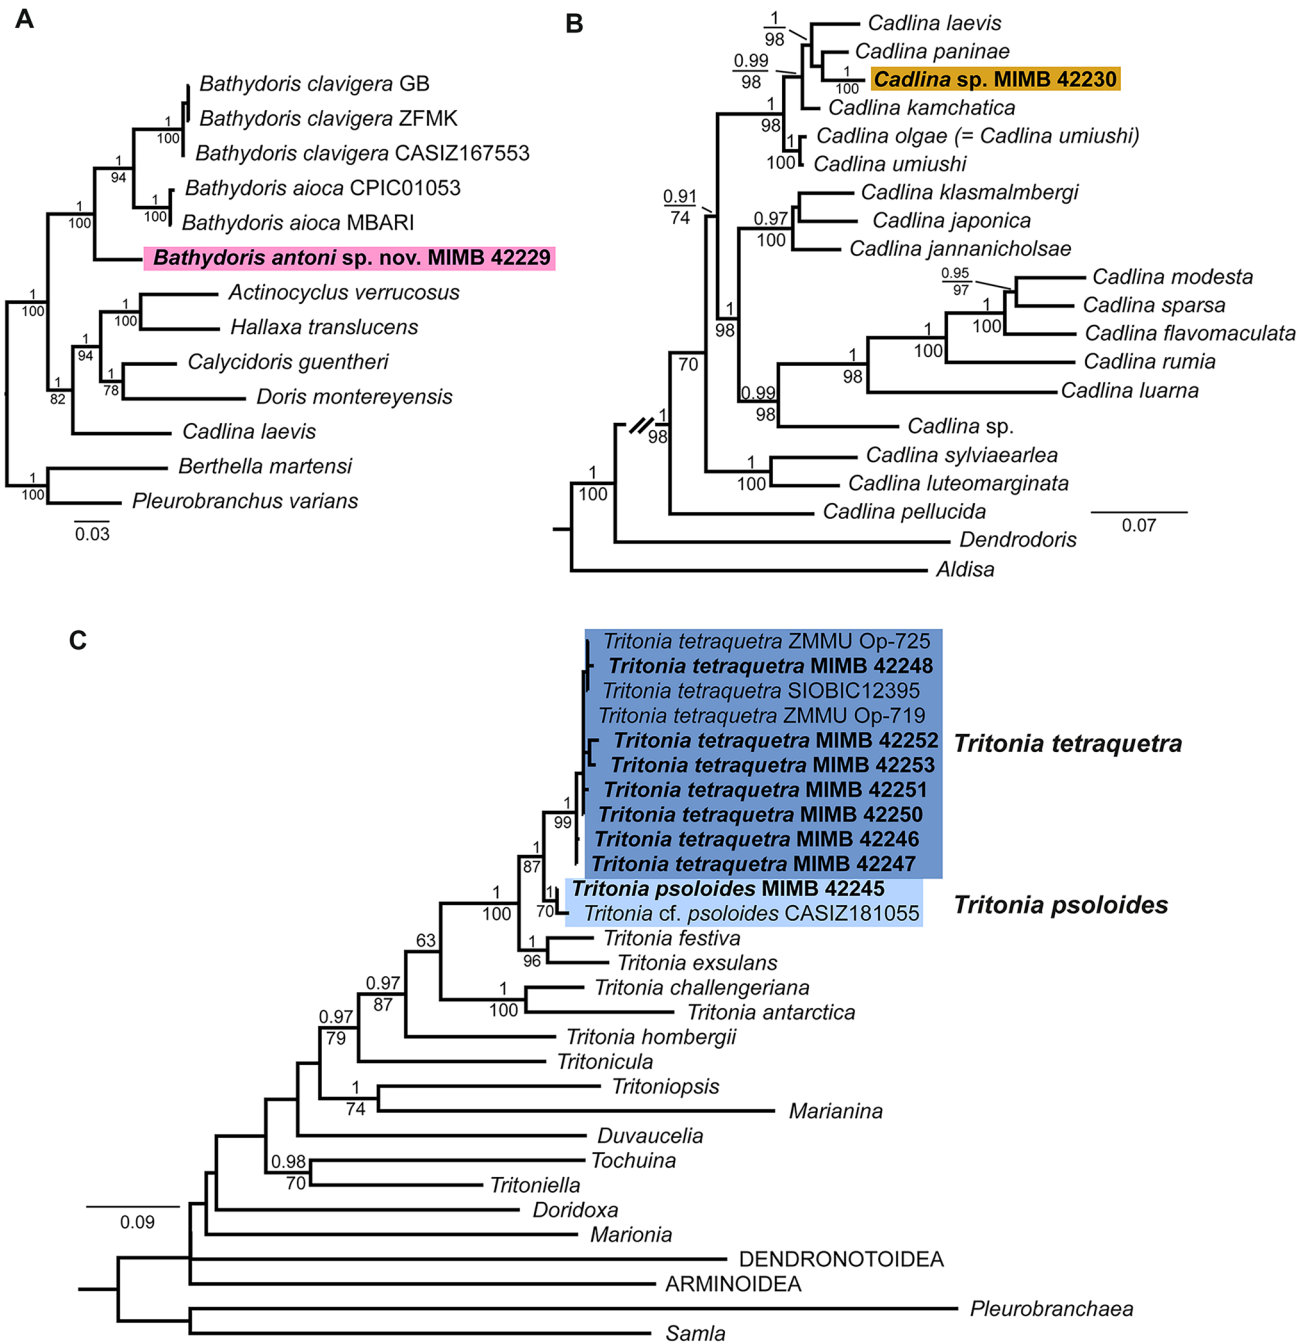 A
Bathydoris clavigera GB
Bathydoris clavigera ZFMK
Bathydoris clavigera CASIZ167553
1
100
1
94
Bathydoris aioca CPIC01053
1
100
Bathydoris aioca MBARI
1
100
Bathydoris antoni sp. nov. MIMB 42229
1
100
Actinocyclus verrucosus
1
100
Hallaxa translucens
1
94
Calycidoris guentheri
1
78
Doris montereyensis
1
82
Cadlina laevis
Berthella martensi
1
100
Pleurobranchus varians
0.03
B
1
98
Cadlina laevis
Cadlina paninae
0.99
98
1
100
Cadlina sp. MIMB 42230
1
98
Cadlina kamchatica
Cadlina olgae (= Cadlina umiushi)
1
100
Cadlina umiushi
0.91
74
Cadlina klasmalmbergi
0.97
100
Cadlina japonica
Cadlina jannanicholsae
0.95
97
Cadlina modesta
1
100
Cadlina sparsa
1
98
1
100
Cadlina flavomaculata
Cadlina rumia
1
98
70
Cadlina luarna
0.99
98
Cadlina sp.
1
98
Cadlina sylviaearlea
1
100
Cadlina luteomarginata
1
100
Cadlina pellucida
0.07
Dendrodoris
Aldisa
C
Tritonia tetraquetra ZMMU Op-725
Tritonia tetraquetra MIMB 42248
Tritonia tetraquetra SIOBIC12395
Tritonia tetraquetra ZMMU Op-719
Tritonia tetraquetra MIMB 42252
Tritonia tetraquetra
Tritonia tetraquetra MIMB 42253
Tritonia tetraquetra MIMB 42251
1
99
Tritonia tetraquetra MIMB 42250
Tritonia tetraquetra MIMB 42246
1
87
Tritonia tetraquetra MIMB 42247
1
70
Tritonia psoloides MIMB 42245
Tritonia psoloides
1
100
Tritonia cf. psoloides CASIZ181055
63
1
96
Tritonia festiva
Tritonia exsulans
0.97
87
1
100
Tritonia challengeriana
Tritonia antarctica
0.97
79
Tritonia hombergii
Tritonicula
1
74
Tritoniopsis
Marianina
Duvaucelia
0.98
70
Tochuina
Tritoniella
0.09
Doridoxa
Marionia
DENDRONOTOIDEA
ARMINOIDEA
Pleurobranchaea
Samla